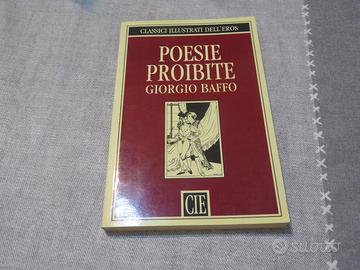 CLASSICI ILLUSTRATI DELL'EROS
POESIE
PROIBITE
GIORGIO BAFFO
CIE
subito